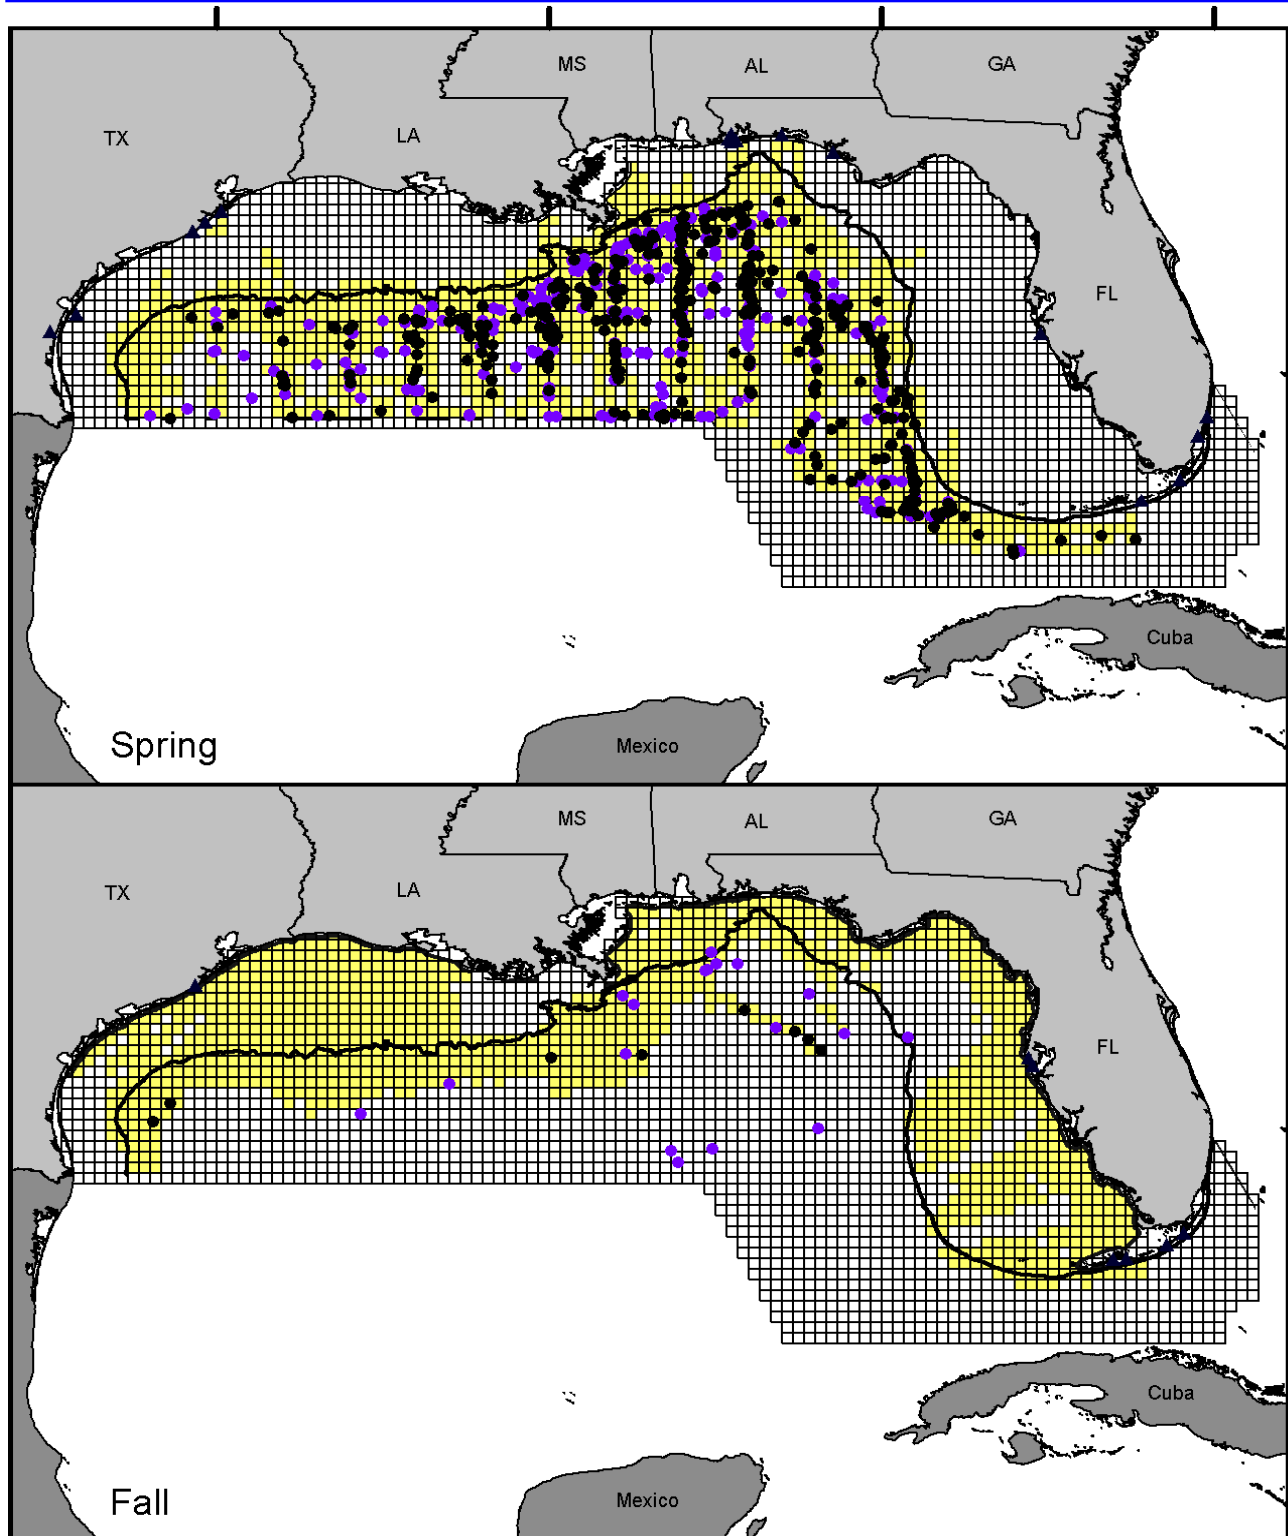 MS AL GA
TX LA
FL
Cuba
Spring
Mexico
MS AL GA
TX LA
FL
Cuba
Fall
Mexico